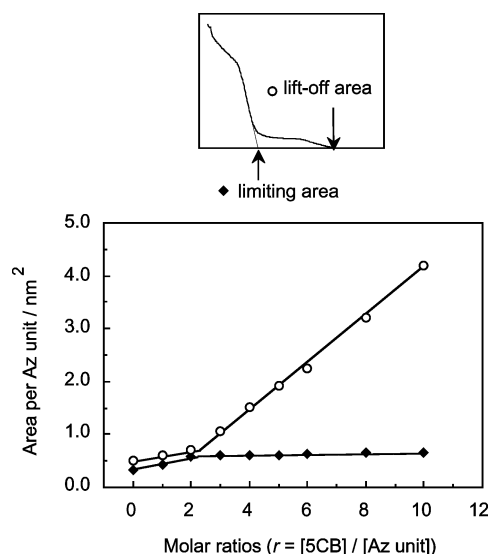 lift-off area
limiting area
5.0
4.0
3.0
2.0
1.0
0.0
Area per Az unit / nm²
0 2 4 6 8 10 12
Molar ratios (r = [5CB] / [Az unit])